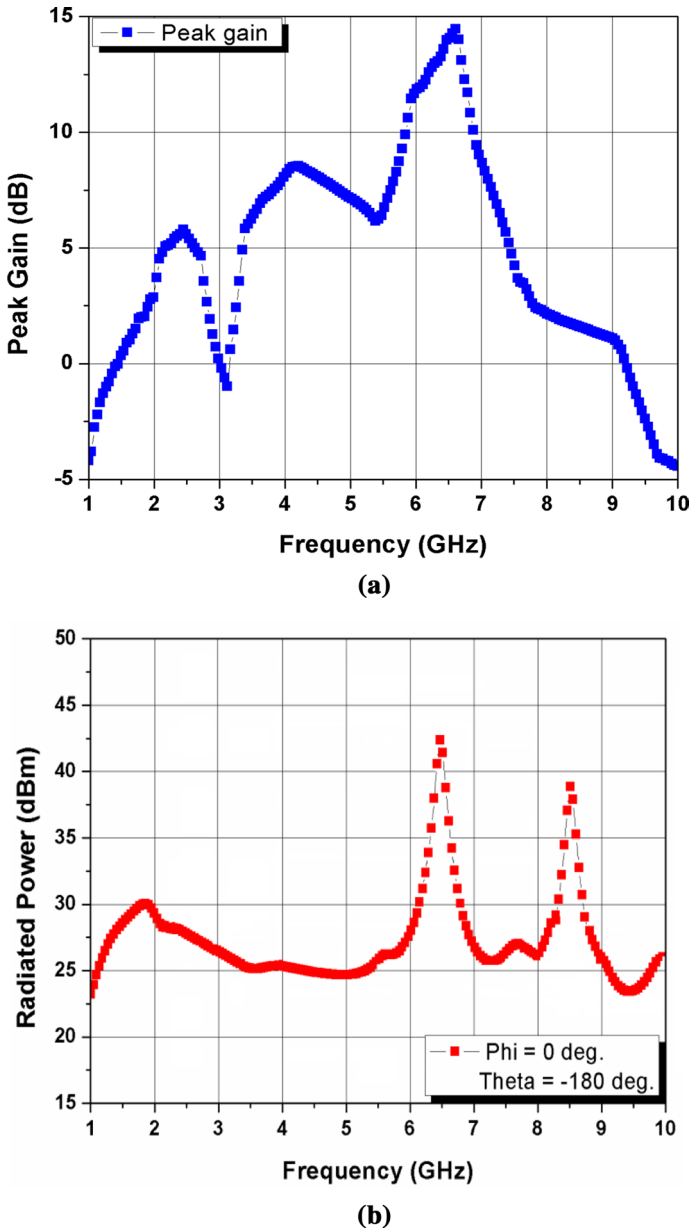 15
10
5
0
-5
Peak Gain (dB)
Peak gain
1 2 3 4 5 6 7 8 9 10
Frequency (GHz)
(a)
50
45
40
35
30
25
20
15
Radiated Power (dBm)
Phi = 0 deg.
Theta = -180 deg.
1 2 3 4 5 6 7 8 9 10
Frequency (GHz)
(b)